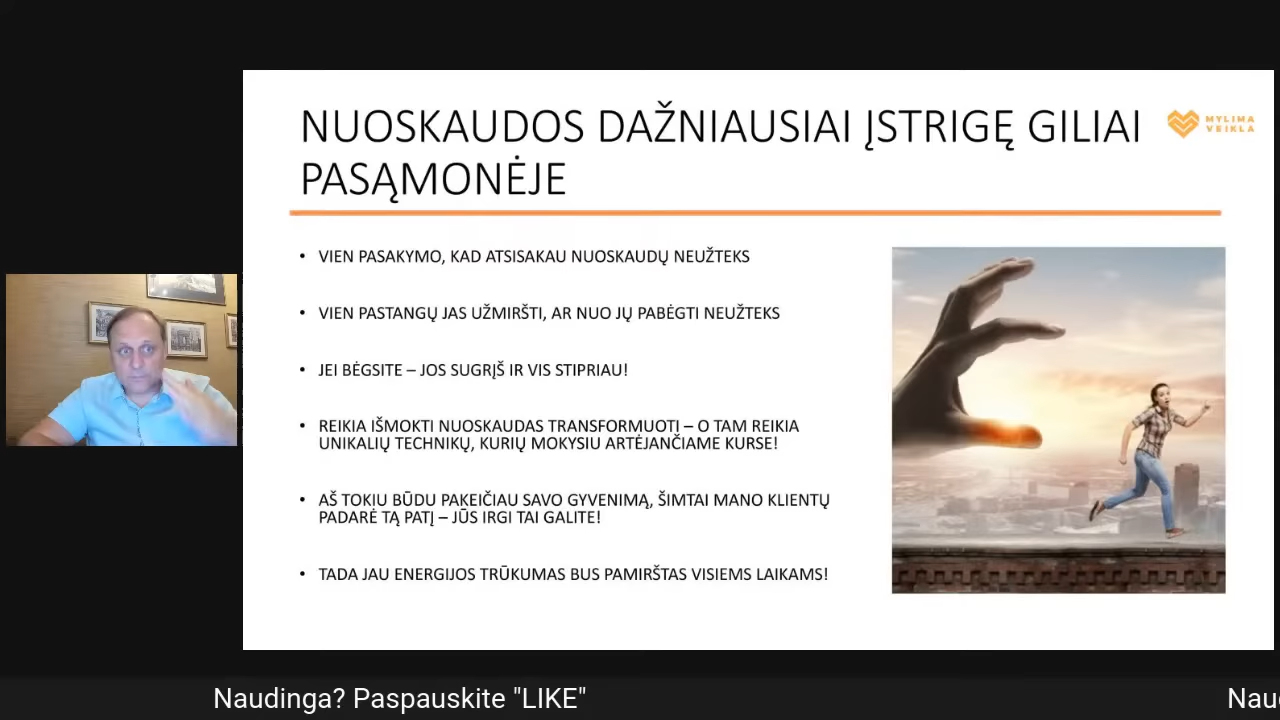 NUOSKAUDOS DAŽNIAUSIAI ĮSTRIGĘ GILIAI
PASĄMONĖJE
MYLIMA
VEIKLA
• VIEN PASAKYMO, KAD ATSISAKAU NUOSKAUDŲ NEUŽTEKS
• VIEN PASTANGŲ JAS UŽMIRŠTI, AR NUO JŲ PABĖGTI NEUŽTEKS
• JEI BĖGSITE – JOS SUGRĮŠ IR VIS STIPRIAU!
• REIKIA IŠMOKTI NUOSKAUDAS TRANSFORMUOTI – O TAM REIKIA
UNIKALIŲ TECHNIKŲ, KURIŲ MOKYSIU ARTĖJANČIAME KURSE!
• AŠ TOKIU BŪDU PAKEIČIAU SAVO GYVENIMĄ, ŠIMTAI MANO KLIENTŲ
PADARĖ TĄ PATĮ – JŪS IRGI TAI GALITE!
• TADA JAU ENERGIJOS TRŪKUMAS BUS PAMIRŠTAS VISIEMS LAIKAMS!
Naudinga? Paspauskite "LIKE"
Nau